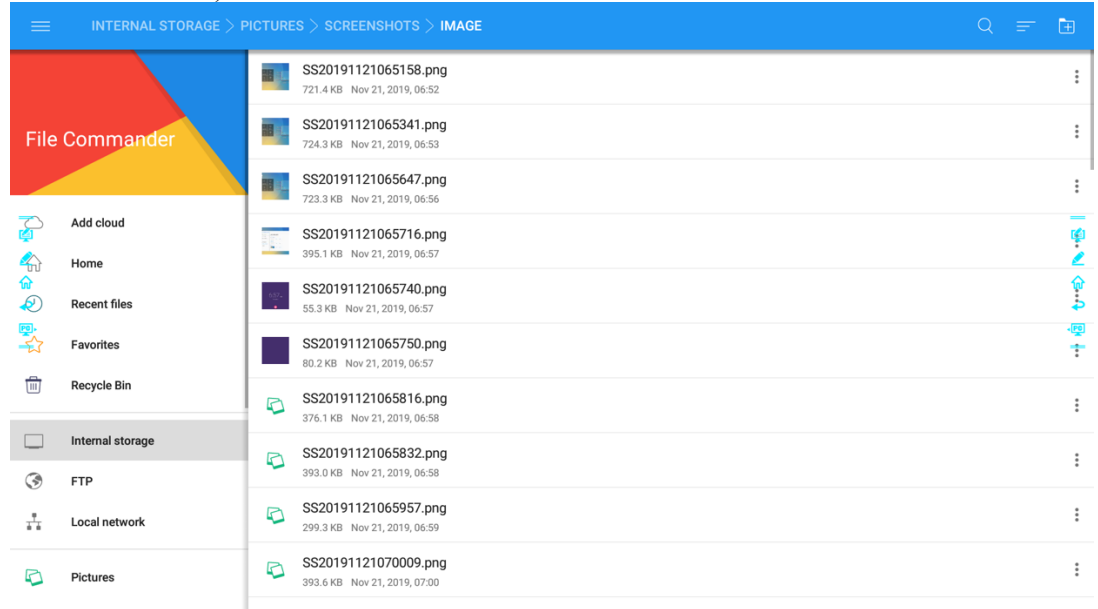 INTERNAL STORAGE > PICTURES > SCREENSHOTS > IMAGE
File Commander
Add cloud
Home
Recent files
Favorites
Recycle Bin
Internal storage
FTP
Local network
Pictures
SS20191121065158.png
721.4 KB Nov 21, 2019, 06:52
SS20191121065341.png
724.3 KB Nov 21, 2019, 06:53
SS20191121065647.png
723.3 KB Nov 21, 2019, 06:56
SS20191121065716.png
395.1 KB Nov 21, 2019, 06:57
SS20191121065740.png
55.3 KB Nov 21, 2019, 06:57
SS20191121065750.png
80.2 KB Nov 21, 2019, 06:57
SS20191121065816.png
376.1 KB Nov 21, 2019, 06:58
SS20191121065832.png
393.0 KB Nov 21, 2019, 06:58
SS20191121065957.png
299.3 KB Nov 21, 2019, 06:59
SS20191121070009.png
393.6 KB Nov 21, 2019, 07:00